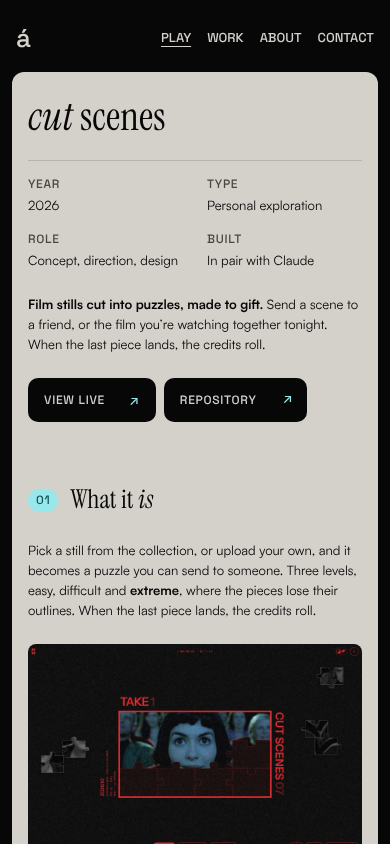 á
PLAY WORK ABOUT CONTACT
cut scenes
YEAR
2026
TYPE
Personal exploration
ROLE
Concept, direction, design
BUILT
In pair with Claude
Film stills cut into puzzles, made to gift. Send a scene to
a friend, or the film you’re watching together tonight.
When the last piece lands, the credits roll.
VIEW LIVE
REPOSITORY
01 What it is
Pick a still from the collection, or upload your own, and it
becomes a puzzle you can send to someone. Three levels,
easy, difficult and extreme, where the pieces lose their
outlines. When the last piece lands, the credits roll.
TAKE 1
CUT SCENES 07